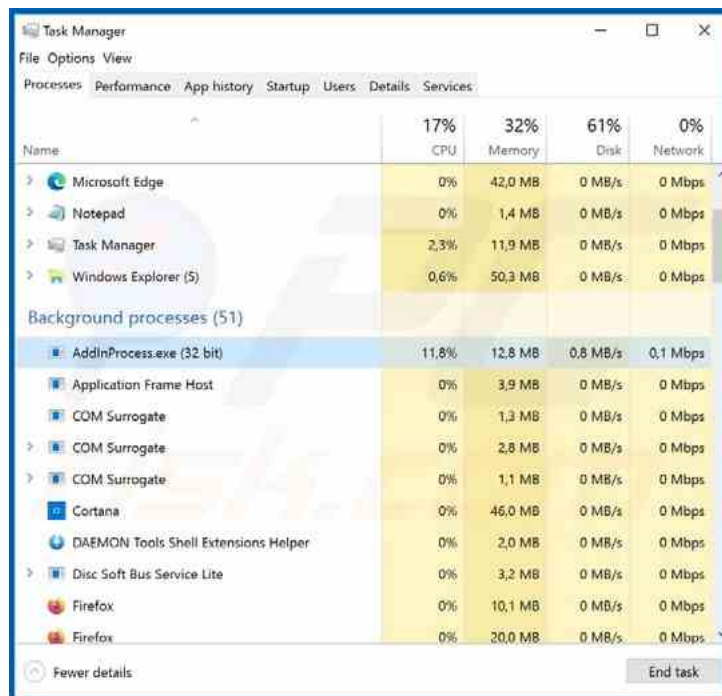 Task Manager
File Options View
Processes Performance App history Startup Users Details Services
17% 32% 61% 0%
Name CPU Memory Disk Network
Microsoft Edge 0% 42,0 MB 0 MB/s 0 Mbps
Notepad 0% 1,4 MB 0 MB/s 0 Mbps
Task Manager 2,3% 11,9 MB 0 MB/s 0 Mbps
Windows Explorer (5) 0,6% 50,3 MB 0 MB/s 0 Mbps
Background processes (51)
AddInProcess.exe (32 bit) 11,8% 12,8 MB 0,8 MB/s 0,1 Mbps
Application Frame Host 0% 3,9 MB 0 MB/s 0 Mbps
COM Surrogate 0% 1,3 MB 0 MB/s 0 Mbps
COM Surrogate 0% 2,8 MB 0 MB/s 0 Mbps
COM Surrogate 0% 1,1 MB 0 MB/s 0 Mbps
Cortana 0% 46,0 MB 0 MB/s 0 Mbps
DAEMON Tools Shell Extensions Helper 0% 2,0 MB 0 MB/s 0 Mbps
Disc Soft Bus Service Lite 0% 3,2 MB 0 MB/s 0 Mbps
Firefox 0% 10,1 MB 0 MB/s 0 Mbps
Firefox 0% 20,0 MB 0 MB/s 0 Mbps
Fewer details End task